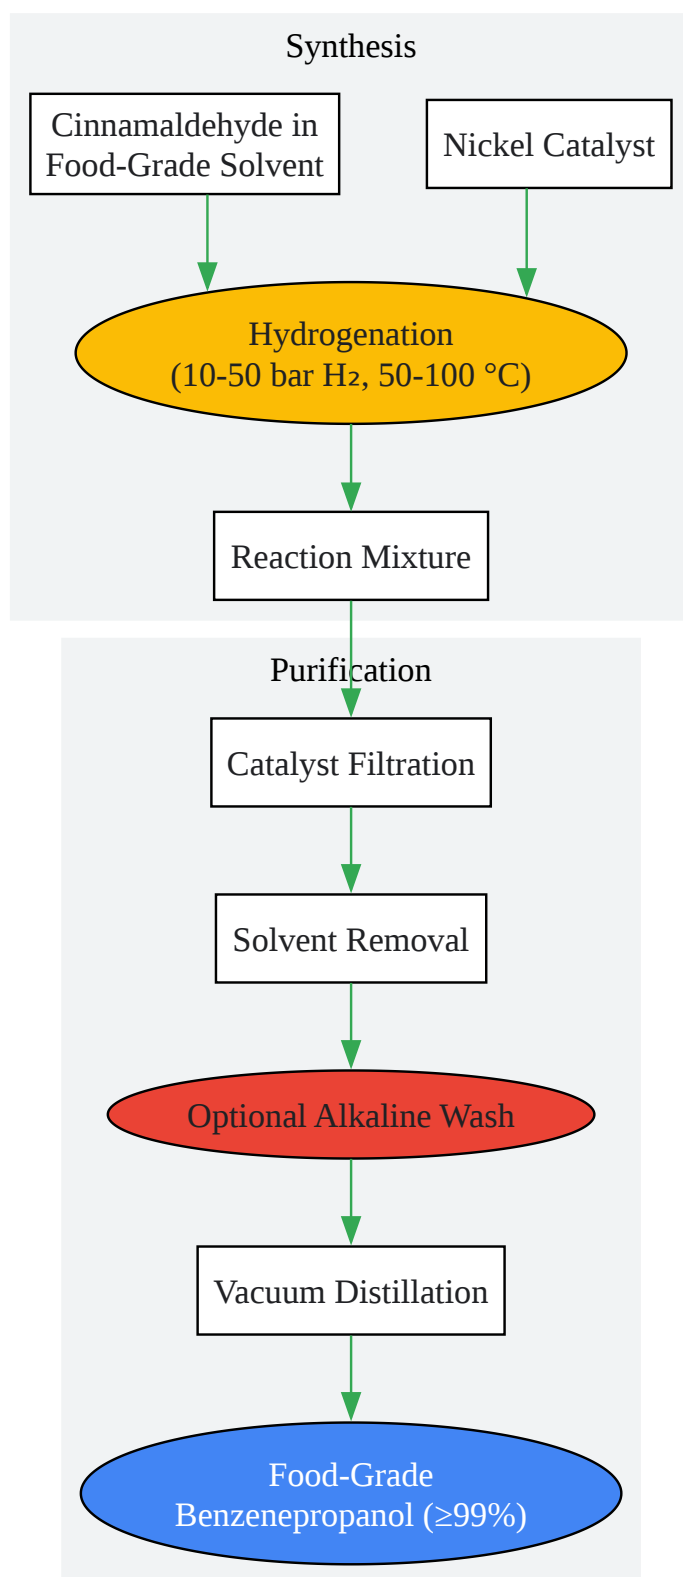 Synthesis
Cinnamaldehyde in
Food-Grade Solvent
Nickel Catalyst
Hydrogenation
(10-50 bar H₂, 50-100 °C)
Reaction Mixture
Purification
Catalyst Filtration
Solvent Removal
Optional Alkaline Wash
Vacuum Distillation
Food-Grade
Benzenepropanol (≥99%)